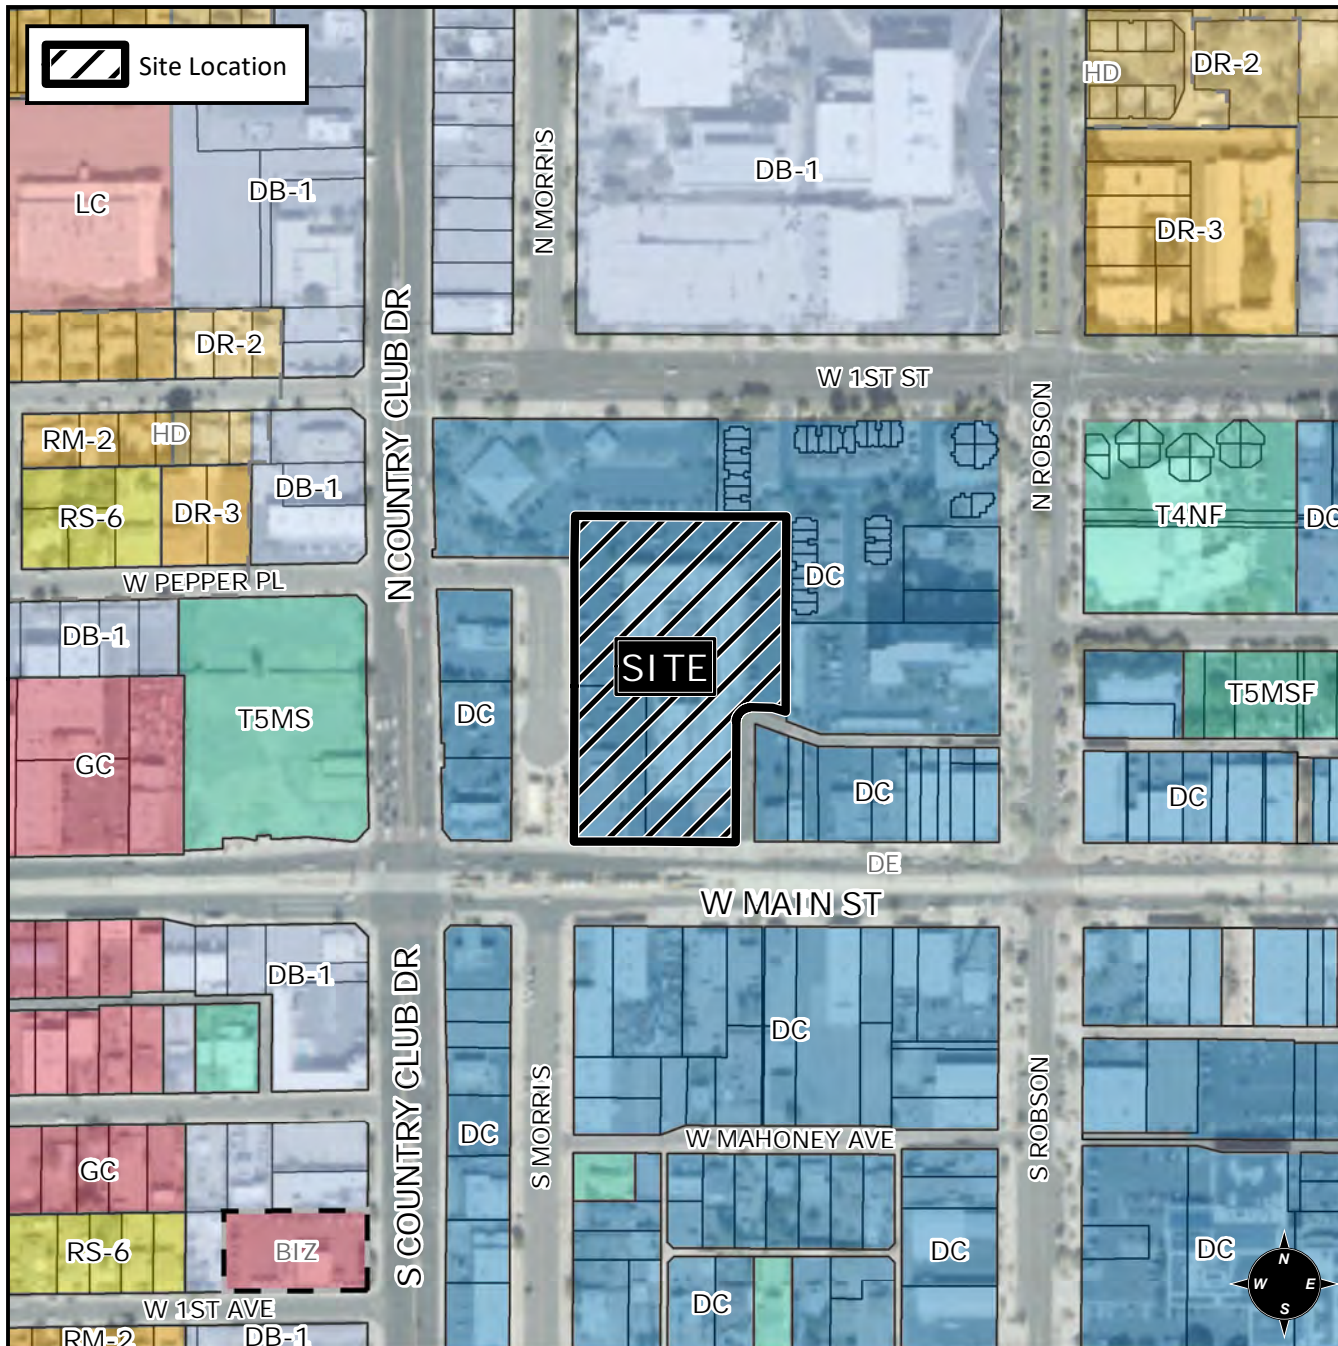 Site Location
HD
DR-2
DB-1
DB-1
LC
N MORRIS
DR-3
DR-2
W 1ST ST
N COUNTRY CLUB DR
N ROBSON
RM-2
HD
DB-1
RS-6
DR-3
T4NF
DC
W PEPPER PL
DC
DB-1
SITE
T5MSF
T5MS
DC
GC
DC
DC
DE
W MAIN ST
DB-1
S COUNTRY CLUB DR
DC
S MORRIS
S ROBSON
DC
W MAHONEY AVE
GC
RS-6
BIZ
DC
DC
DC
N
W
E
S
W 1ST AVE
RM-2
DB-1